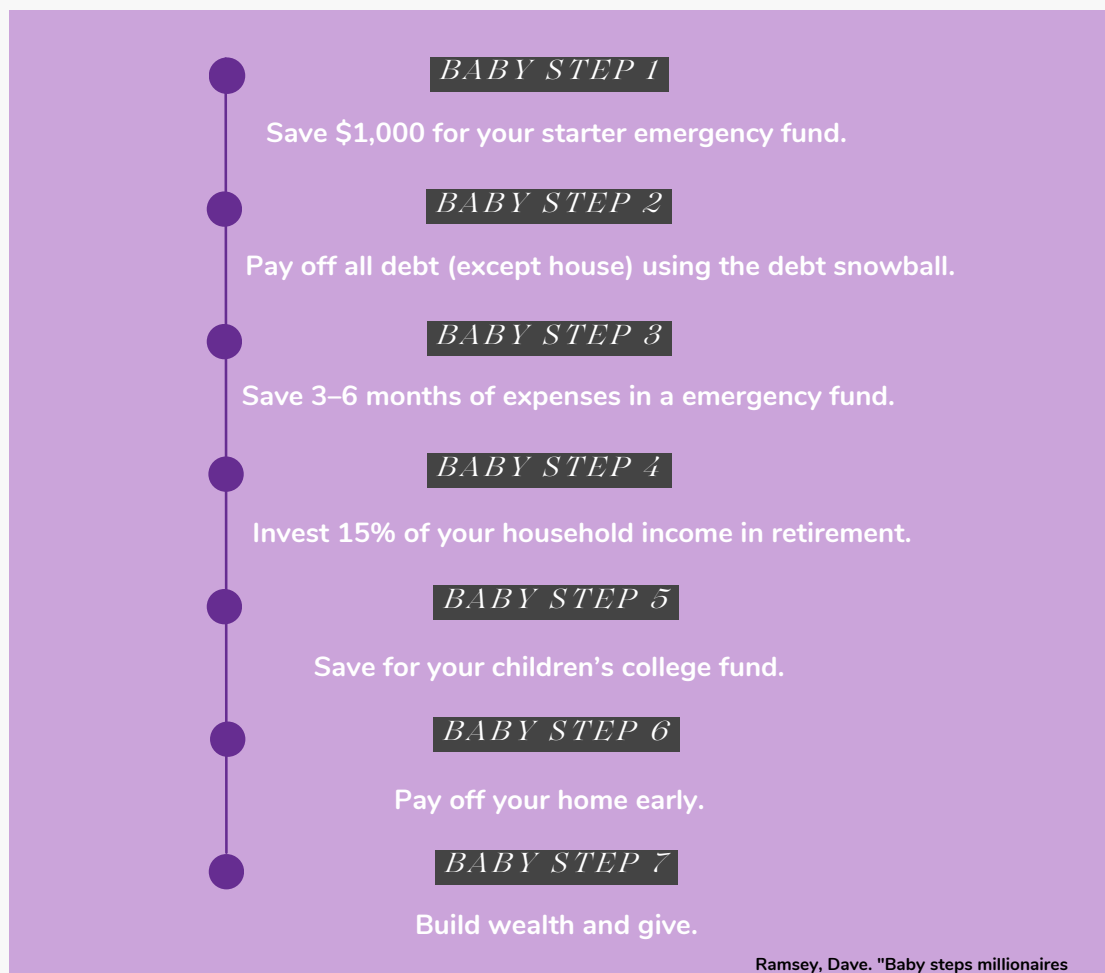 BABY STEP 1
Save $1,000 for your starter emergency fund.
BABY STEP 2
Pay off all debt (except house) using the debt snowball.
BABY STEP 3
Save 3–6 months of expenses in a emergency fund.
BABY STEP 4
Invest 15% of your household income in retirement.
BABY STEP 5
Save for your children’s college fund.
BABY STEP 6
Pay off your home early.
BABY STEP 7
Build wealth and give.
Ramsey, Dave. "Baby steps millionaires